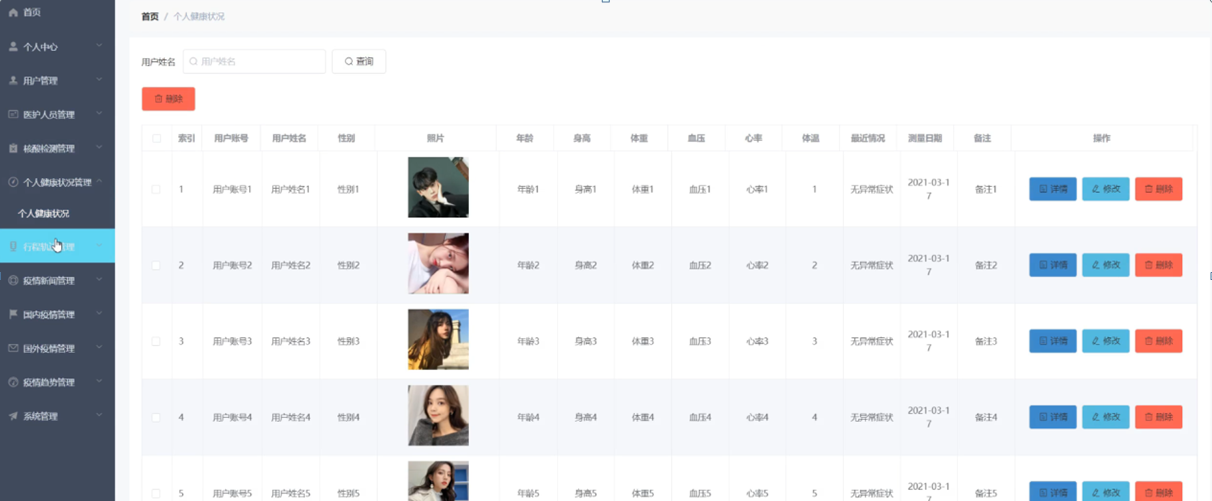 首页
个人中心
用户管理
医护人员管理
核酸检测管理
个人健康状况管理
个人健康状况
行程轨迹管理
疫情新闻管理
国内疫情管理
国外疫情管理
疫情趋势管理
系统管理
首页 / 个人健康状况
用户姓名 用户姓名 查询
删除
索引 用户账号 用户姓名 性别 照片 年龄 身高 体重 血压 心率 体温 最近情况 测量日期 备注 操作
1 用户账号1 用户姓名1 性别1 年龄1 身高1 体重1 血压1 心率1 1 无异常症状 2021-03-17 备注1 详情 修改 删除
2 用户账号2 用户姓名2 性别2 年龄2 身高2 体重2 血压2 心率2 2 无异常症状 2021-03-17 备注2 详情 修改 删除
3 用户账号3 用户姓名3 性别3 年龄3 身高3 体重3 血压3 心率3 3 无异常症状 2021-03-17 备注3 详情 修改 删除
4 用户账号4 用户姓名4 性别4 年龄4 身高4 体重4 血压4 心率4 4 无异常症状 2021-03-17 备注4 详情 修改 删除
5 用户账号5 用户姓名5 性别5 年龄5 身高5 体重5 血压5 心率5 5 无异常症状 2021-03-1 备注5 详情 修改 删除